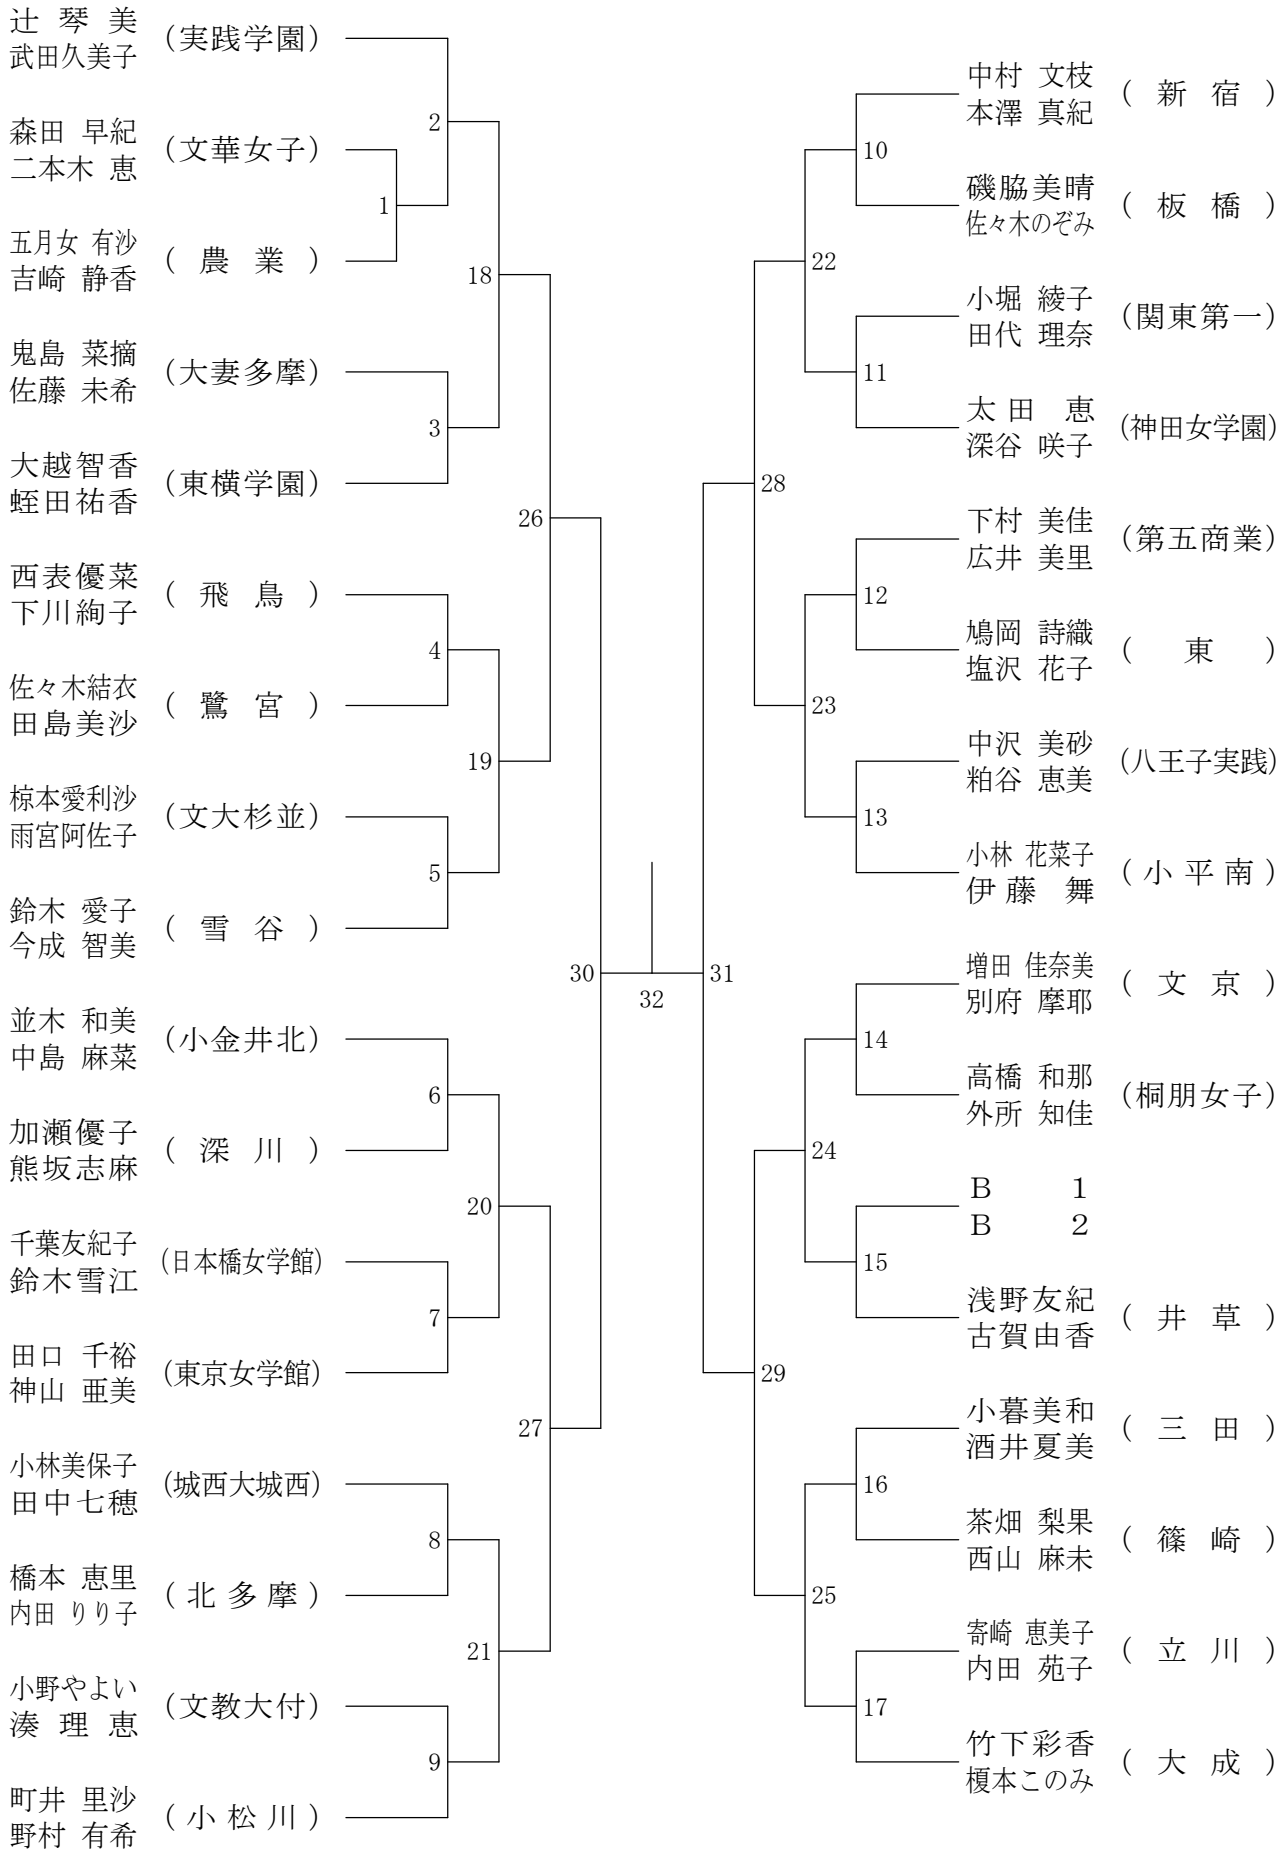 辻 琴 美
武田久美子
(実践学園)
森田 早紀
二本木 恵
(文華女子)
五月女 有沙
吉崎 静香
( 農 業 )
鬼島 菜摘
佐藤 未希
(大妻多摩)
大越智香
蛭田祐香
(東横学園)
西表優菜
下川絢子
( 飛 鳥 )
佐々木結衣
田島美沙
( 鷺 宮 )
椋本愛利沙
雨宮阿佐子
(文大杉並)
鈴木 愛子
今成 智美
( 雪 谷 )
並木 和美
中島 麻菜
(小金井北)
加瀬優子
熊坂志麻
( 深 川 )
千葉友紀子
鈴木雪江
(日本橋女学館)
田口 千裕
神山 亜美
(東京女学館)
小林美保子
田中七穂
(城西大城西)
橋本 恵里
内田 りり子
(北多摩)
小野やよい
湊 理 恵
(文教大付)
町井 里沙
野村 有希
(小松川)
1
2
3
4
5
6
7
8
9
18
19
20
21
26
27
30
32
31
28
29
22
23
24
25
10
11
12
13
14
15
16
17
中村 文枝
本澤 真紀
( 新 宿 )
磯脇美晴
佐々木のぞみ
( 板 橋 )
小堀 綾子
田代 理奈
(関東第一)
太 田 恵
深谷 咲子
(神田女学園)
下村 美佳
広井 美里
(第五商業)
鳩岡 詩織
塩沢 花子
( 東 )
中沢 美砂
粕谷 恵美
(八王子実践)
小林 花菜子
伊 藤 舞
(小平南)
増田 佳奈美
別府 摩耶
( 文 京 )
高橋 和那
外所 知佳
(桐朋女子)
B 1
B 2
浅野友紀
古賀由香
( 井 草 )
小暮美和
酒井夏美
( 三 田 )
茶畑 梨果
西山 麻未
( 篠 崎 )
寄崎 恵美子
内田 苑子
( 立 川 )
竹下彩香
榎本このみ
( 大 成 )